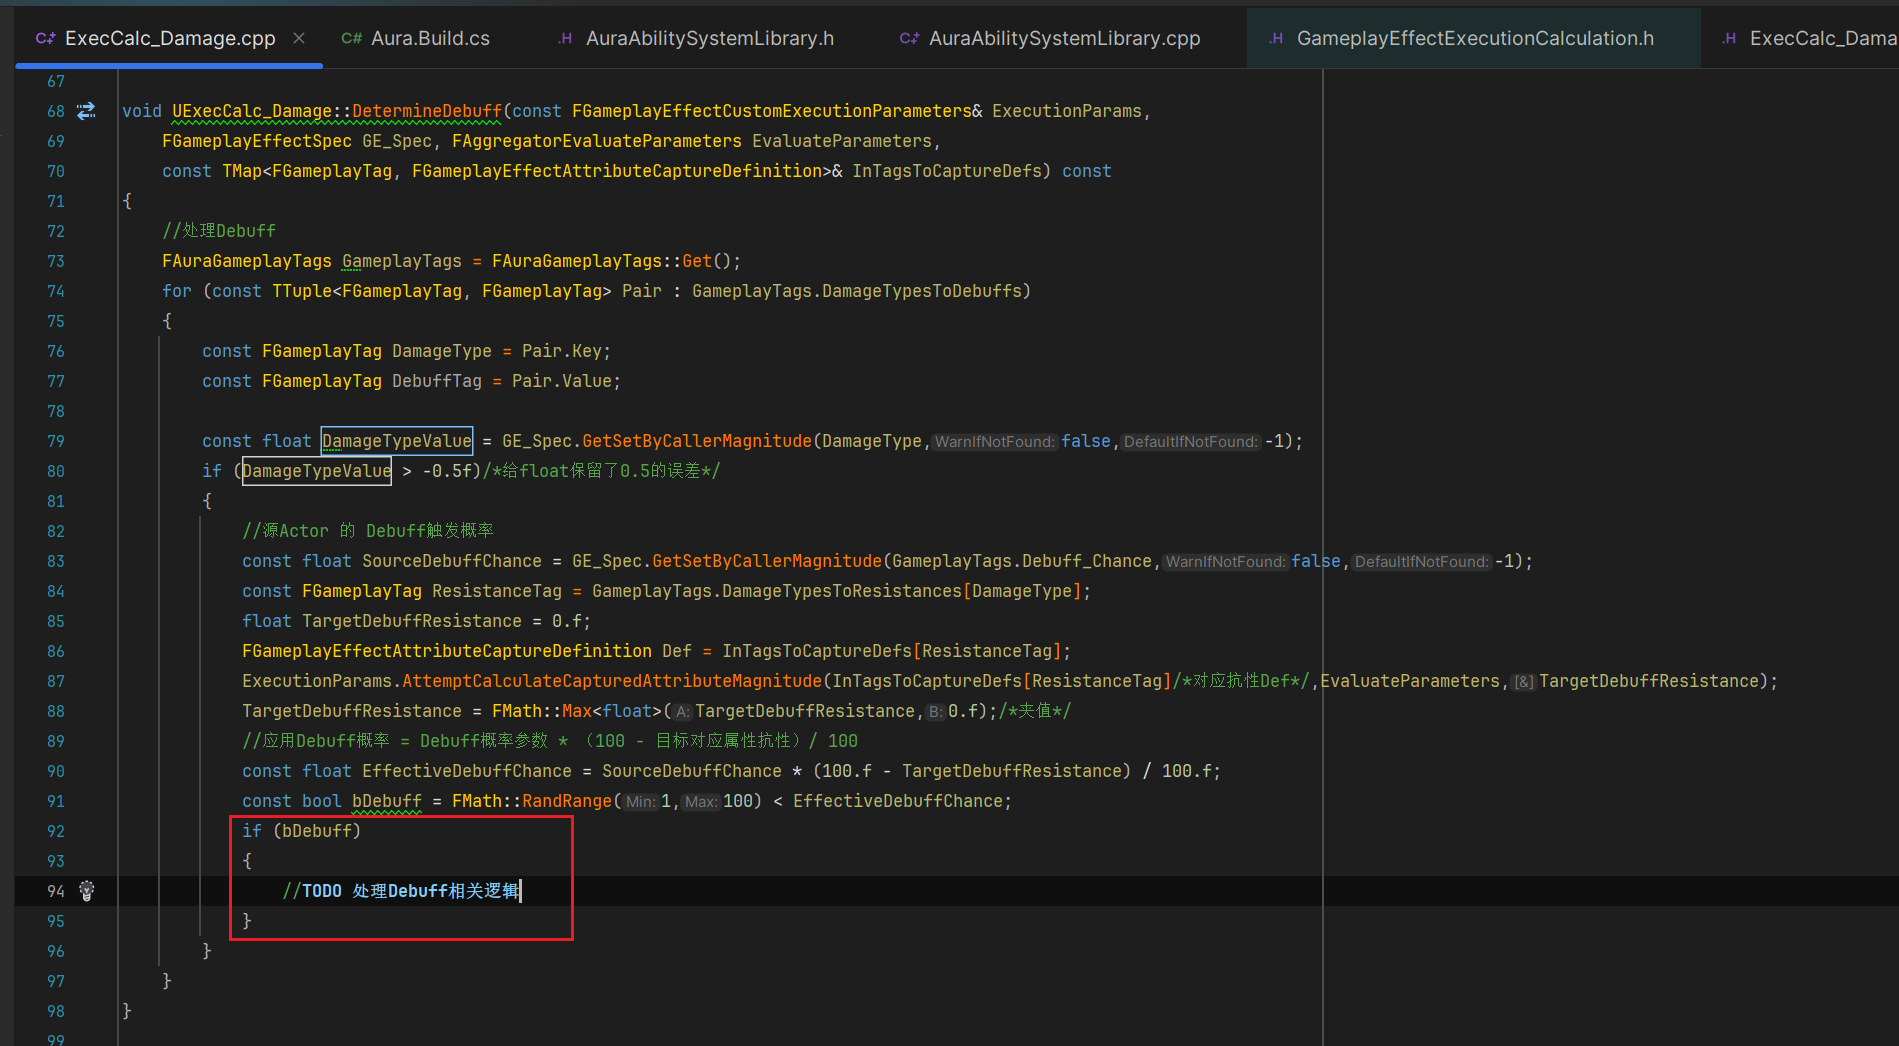 C++ ExecCalc_Damage.cpp × C# Aura.Build.cs .H AuraAbilitySystemLibrary.h C++ AuraAbilitySystemLibrary.cpp .H GameplayEffectExecutionCalculation.h .H ExecCalc_Dama
67
68 void UExecCalc_Damage::DetermineDebuff(const FGameplayEffectCustomExecutionParameters& ExecutionParams,
69 FGameplayEffectSpec GE_Spec, FAggregatorEvaluateParameters EvaluateParameters,
70 const TMap<FGameplayTag, FGameplayEffectAttributeCaptureDefinition>& InTagsToCaptureDefs) const
71 {
72 //处理Debuff
73 FAuraGameplayTags GameplayTags = FAuraGameplayTags::Get();
74 for (const TTuple<FGameplayTag, FGameplayTag> Pair : GameplayTags.DamageTypesToDebuffs)
75 {
76 const FGameplayTag DamageType = Pair.Key;
77 const FGameplayTag DebuffTag = Pair.Value;
78
79 const float DamageTypeValue = GE_Spec.GetSetByCallerMagnitude(DamageType, WarnIfNotFound: false, DefaultIfNotFound: -1);
80 if (DamageTypeValue > -0.5f)/*给float保留了0.5的误差*/
81 {
82 //源Actor 的 Debuff触发概率
83 const float SourceDebuffChance = GE_Spec.GetSetByCallerMagnitude(GameplayTags.Debuff_Chance, WarnIfNotFound: false, DefaultIfNotFound: -1);
84 const FGameplayTag ResistanceTag = GameplayTags.DamageTypesToResistances[DamageType];
85 float TargetDebuffResistance = 0.f;
86 FGameplayEffectAttributeCaptureDefinition Def = InTagsToCaptureDefs[ResistanceTag];
87 ExecutionParams.AttemptCalculateCapturedAttributeMagnitude(InTagsToCaptureDefs[ResistanceTag]/*对应抗性Def*/,EvaluateParameters, [&] TargetDebuffResistance);
88 TargetDebuffResistance = FMath::Max<float>( A: TargetDebuffResistance, B: 0.f);/*夹值*/
89 //应用Debuff概率 = Debuff概率参数 * （100 - 目标对应属性抗性）/ 100
90 const float EffectiveDebuffChance = SourceDebuffChance * (100.f - TargetDebuffResistance) / 100.f;
91 const bool bDebuff = FMath::RandRange( Min: 1, Max: 100) < EffectiveDebuffChance;
92 if (bDebuff)
93 {
94 //TODO 处理Debuff相关逻辑
95 }
96 }
97 }
98 }
99